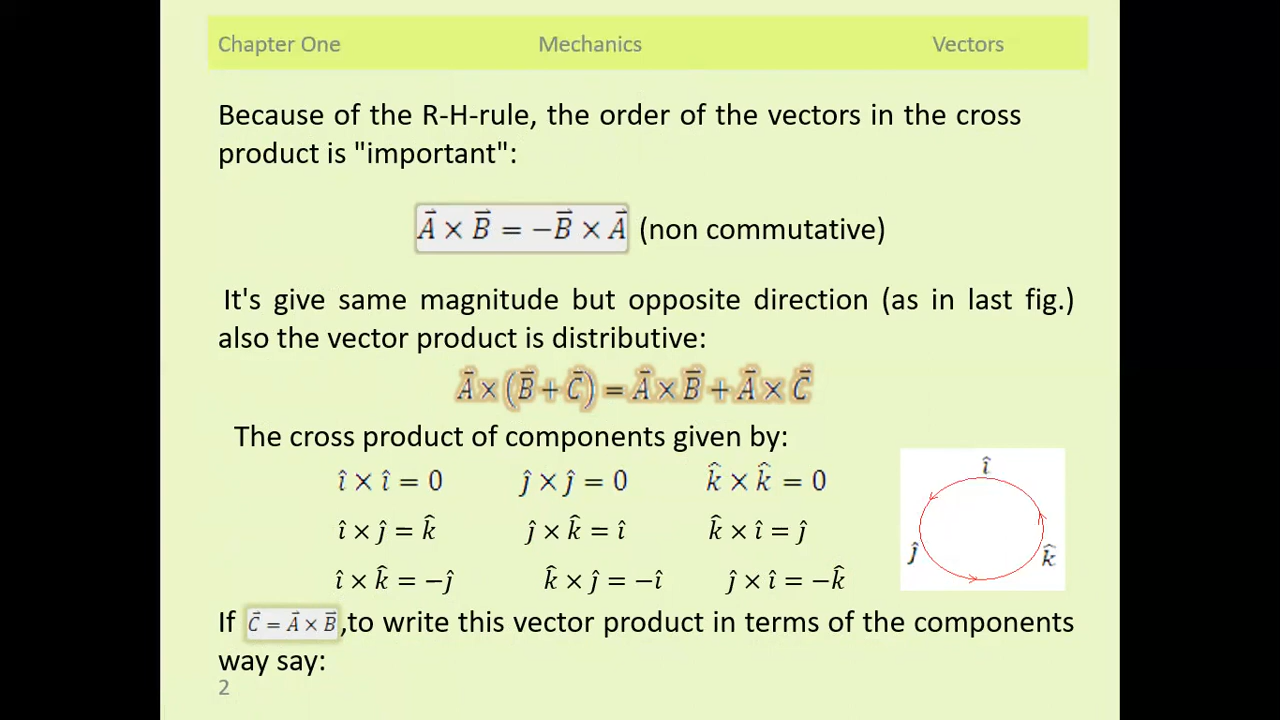 Chapter One Mechanics Vectors
Because of the R-H-rule, the order of the vectors in the cross
product is "important":
A⃗ × B⃗ = −B⃗ × A⃗ (non commutative)
It's give same magnitude but opposite direction (as in last fig.)
also the vector product is distributive:
A⃗ × (B⃗ + C⃗) = A⃗ × B⃗ + A⃗ × C⃗
The cross product of components given by:
î × î = 0 ĵ × ĵ = 0 k̂ × k̂ = 0
î × ĵ = k̂ ĵ × k̂ = î k̂ × î = ĵ
î × k̂ = −ĵ k̂ × ĵ = −î ĵ × î = −k̂
î
ĵ k̂
If C⃗ = A⃗ × B⃗ ,to write this vector product in terms of the components
way say:
2